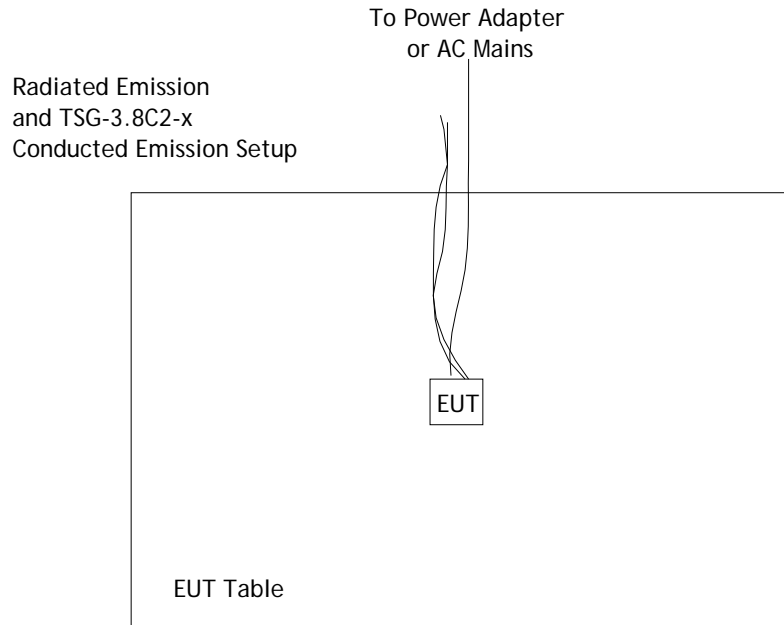 To Power Adapter
or AC Mains
Radiated Emission
and TSG-3.8C2-x
Conducted Emission Setup
EUT
EUT Table